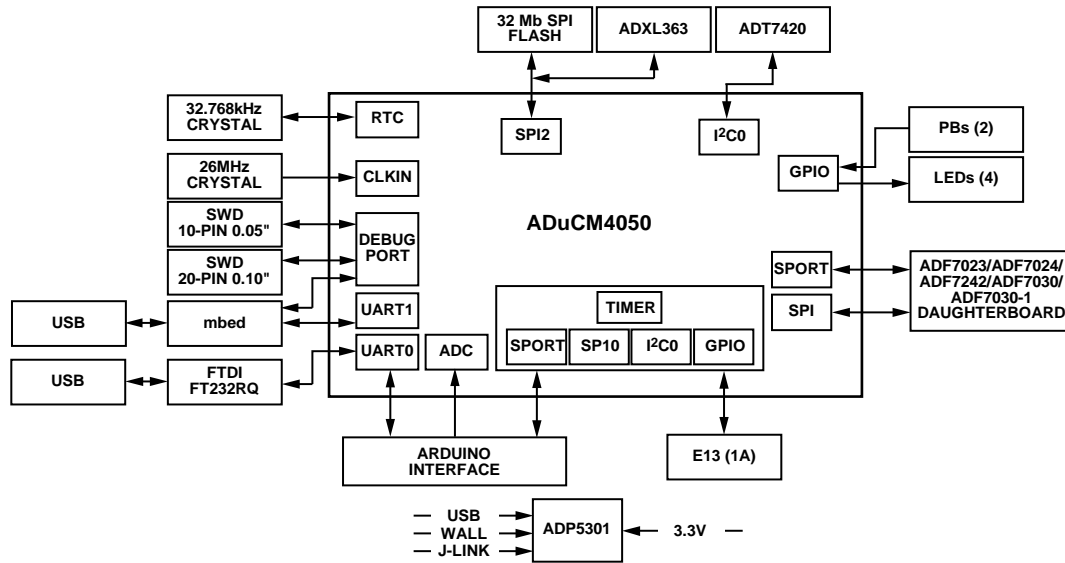 32 Mb SPI
FLASH
ADXL363
ADT7420
32.768kHz
CRYSTAL
RTC
SPI2
I²C0
PBs (2)
26MHz
CRYSTAL
CLKIN
GPIO
LEDs (4)
SWD
10-PIN 0.05"
DEBUG
PORT
ADuCM4050
SWD
20-PIN 0.10"
SPORT
ADF7023/ADF7024/
ADF7242/ADF7030/
ADF7030-1
DAUGHTERBOARD
USB
mbed
UART1
TIMER
SPI
USB
FTDI
FT232RQ
UART0
ADC
SPORT
SP10
I²C0
GPIO
ARDUINO
INTERFACE
E13 (1A)
USB
WALL
J-LINK
ADP5301
3.3V